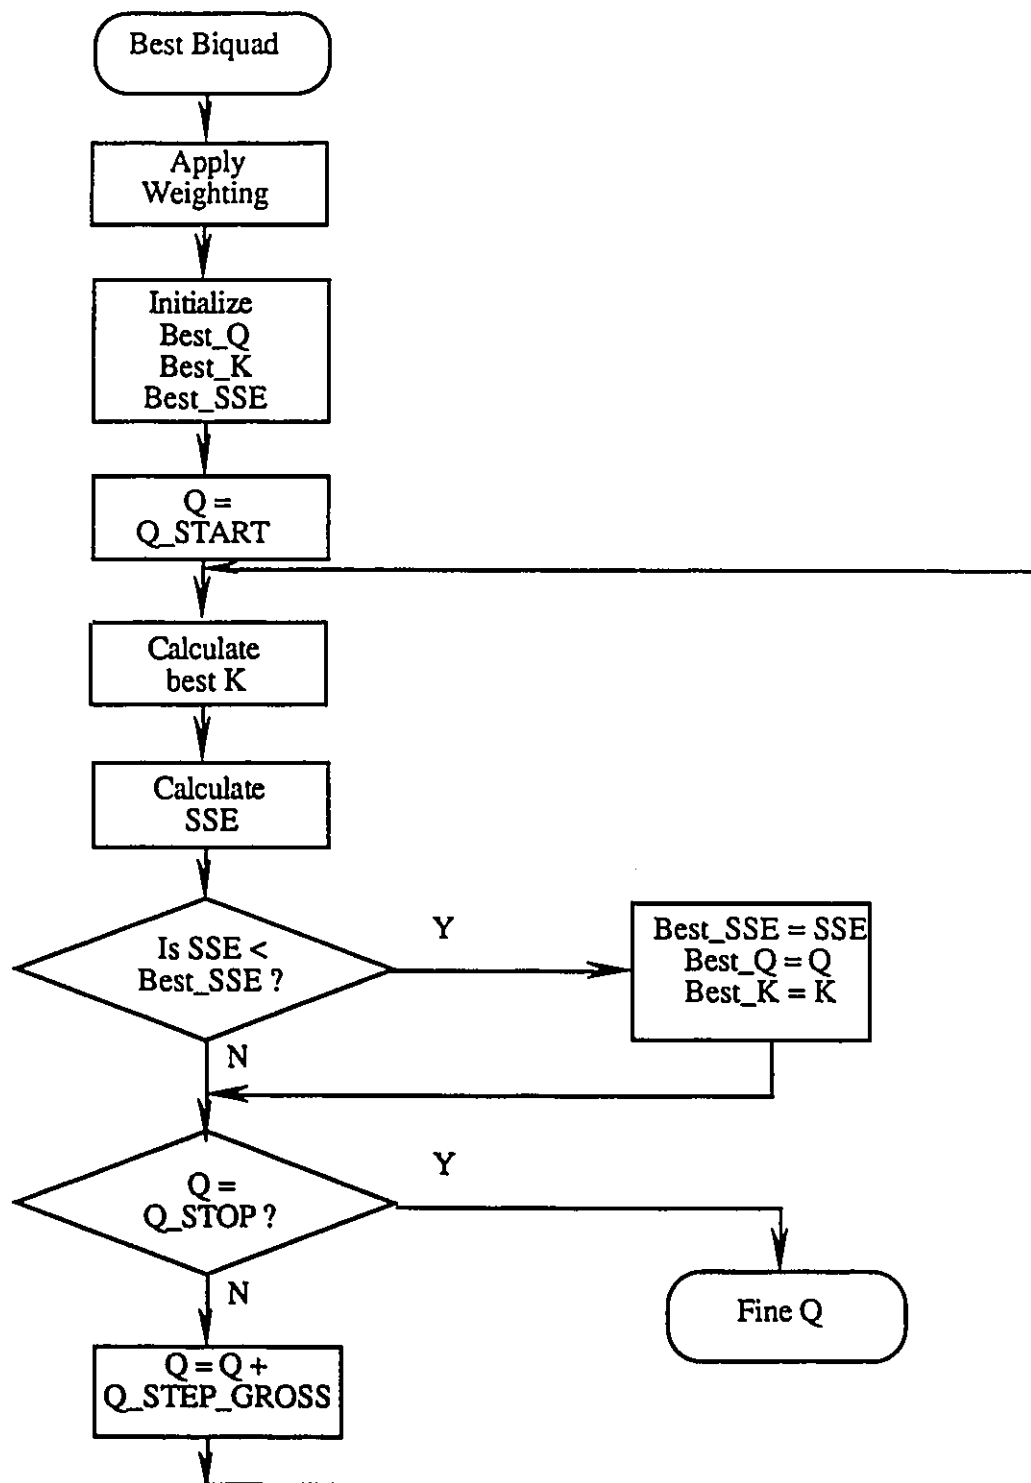 Best Biquad
Apply
Weighting
Initialize
Best_Q
Best_K
Best_SSE
Q =
Q_START
Calculate
best K
Calculate
SSE
Is SSE <
Best_SSE ?
Y
Best_SSE = SSE
Best_Q = Q
Best_K = K
N
Q =
Q_STOP ?
Y
N
Fine Q
Q = Q +
Q_STEP_GROSS